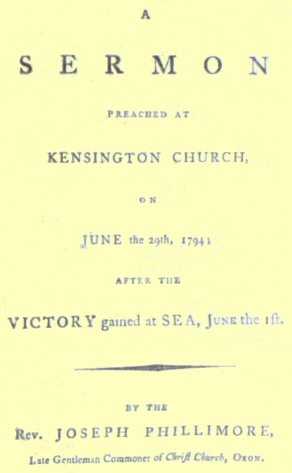 A
SERMON
PREACHED AT
KENSINGTON CHURCH,
ON
JUNE the 29th, 1794;
AFTER THE
VICTORY gained at SEA, JUNE the 1ſt.
BY THE
Rev. JOSEPH PHILLIMORE,
Late Gentleman Commoner of Chriſt Church, OXON.